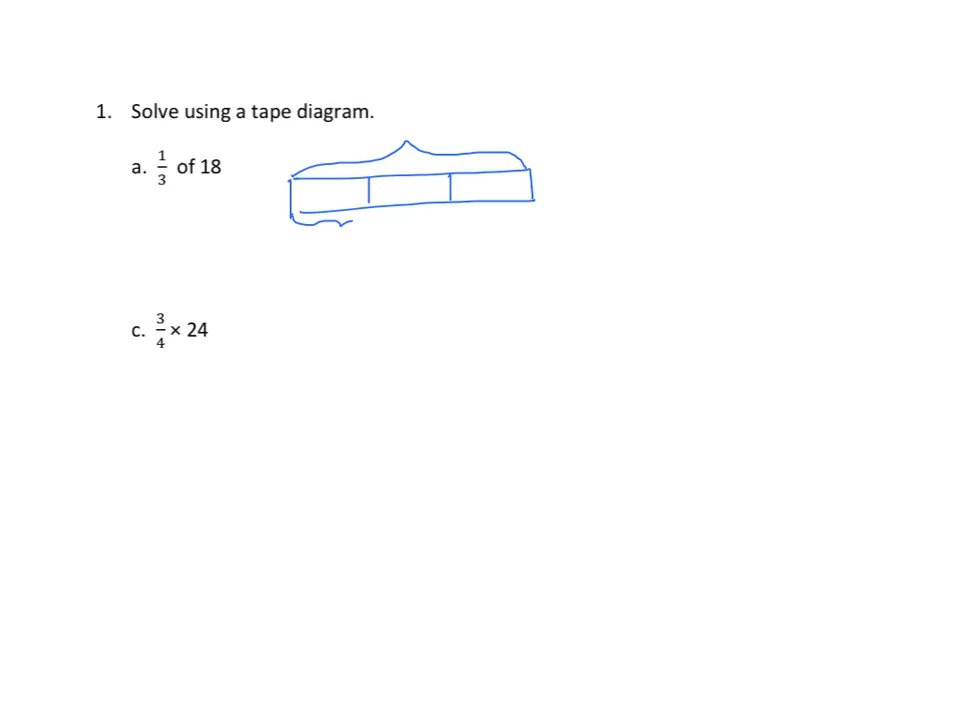 1. Solve using a tape diagram.
a. 1/3 of 18
c. 3/4 × 24